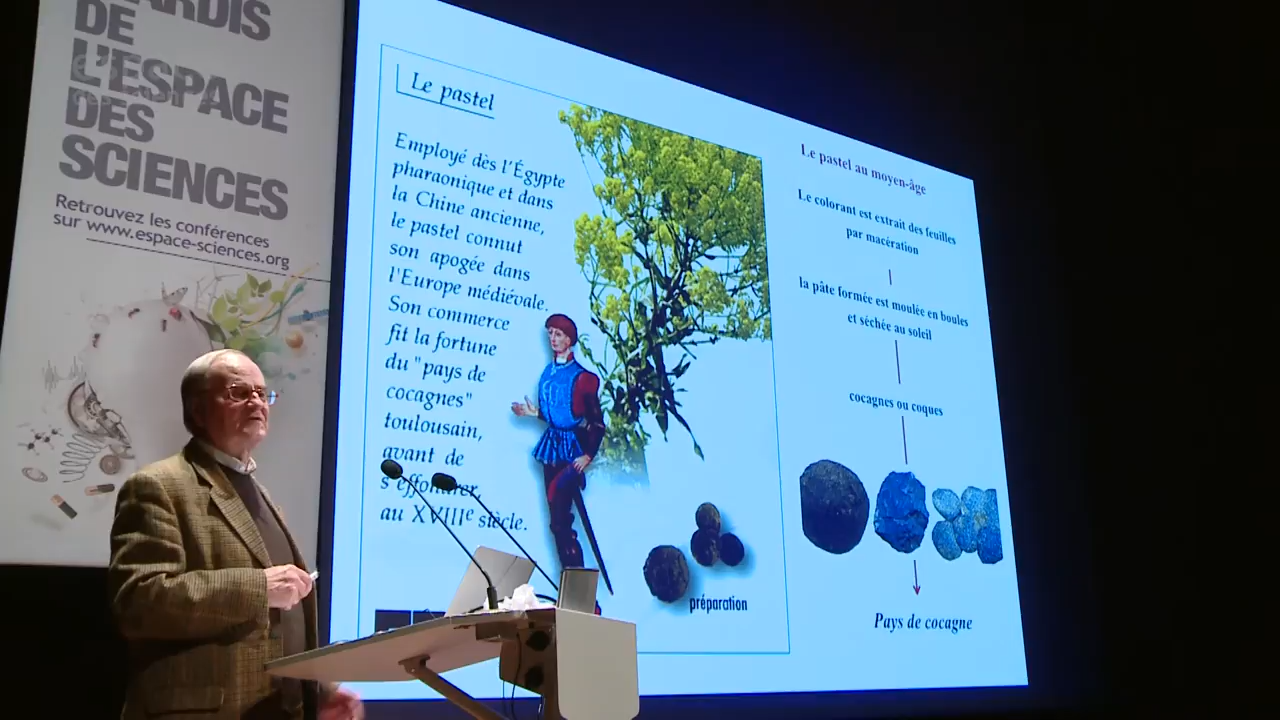 DE
L'ESPACE
DES
SCIENCES
Retrouvez les conférences
sur www.espace-sciences.org
Le pastel
Employé dès l'Égypte
pharaonique et dans
la Chine ancienne,
le pastel connut
son apogée dans
l'Europe médiévale.
Son commerce
fit la fortune
du "pays de
cocagnes"
toulousain,
avant de
s'effondrer,
au XVIIIe siècle.
préparation
Le pastel au moyen-âge
Le colorant est extrait des feuilles
par macération
la pâte formée est moulée en boules
et séchée au soleil
cocagnes ou coques
Pays de cocagne